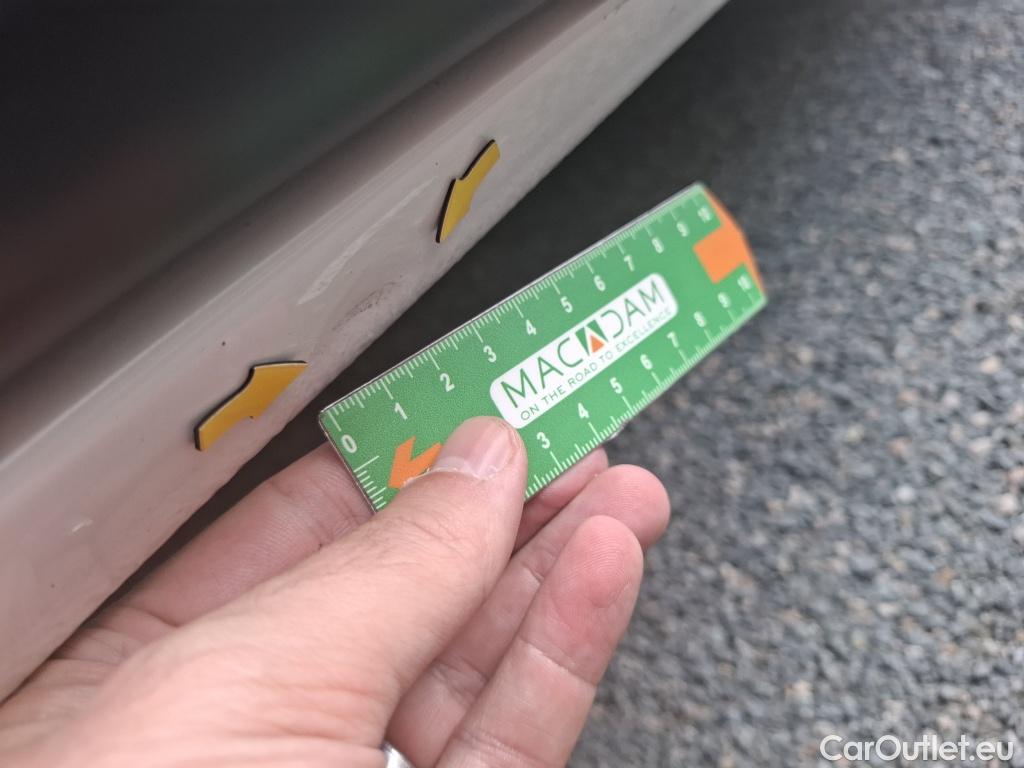 0 1 2 3 4 5 6 7 8 9 10
MACADAM
ON THE ROAD TO EXCELLENCE
3 4 5 6 7 8 9 10
CarOutlet.eu